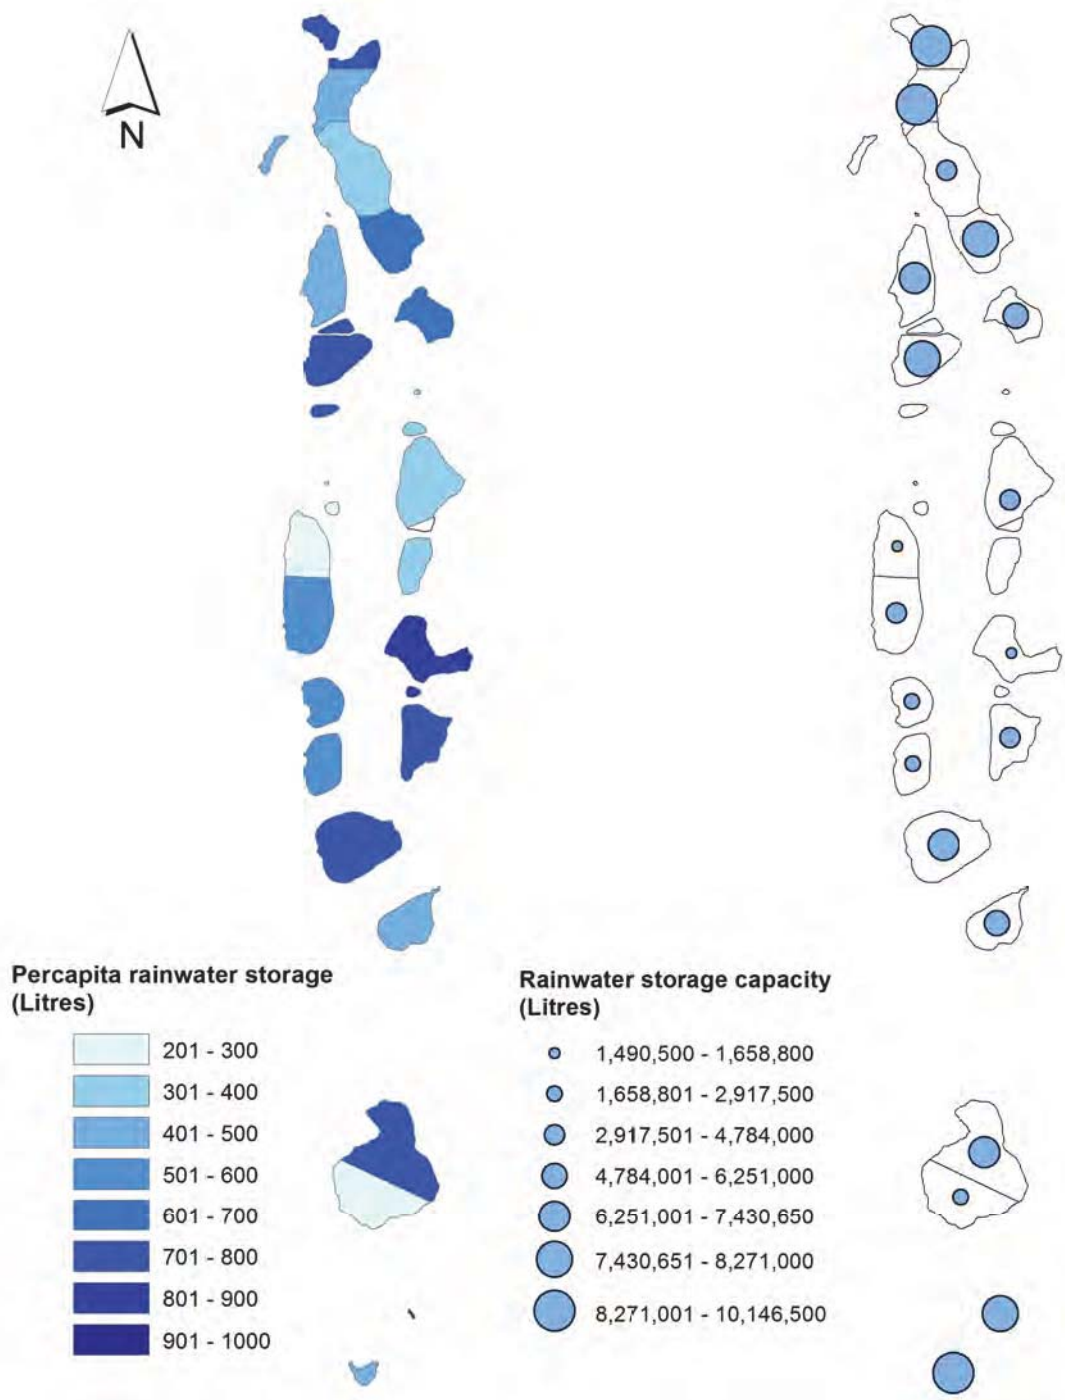 N
Percapita rainwater storage
(Litres)
201 - 300
301 - 400
401 - 500
501 - 600
601 - 700
701 - 800
801 - 900
901 - 1000
Rainwater storage capacity
(Litres)
1,490,500 - 1,658,800
1,658,801 - 2,917,500
2,917,501 - 4,784,000
4,784,001 - 6,251,000
6,251,001 - 7,430,650
7,430,651 - 8,271,000
8,271,001 - 10,146,500